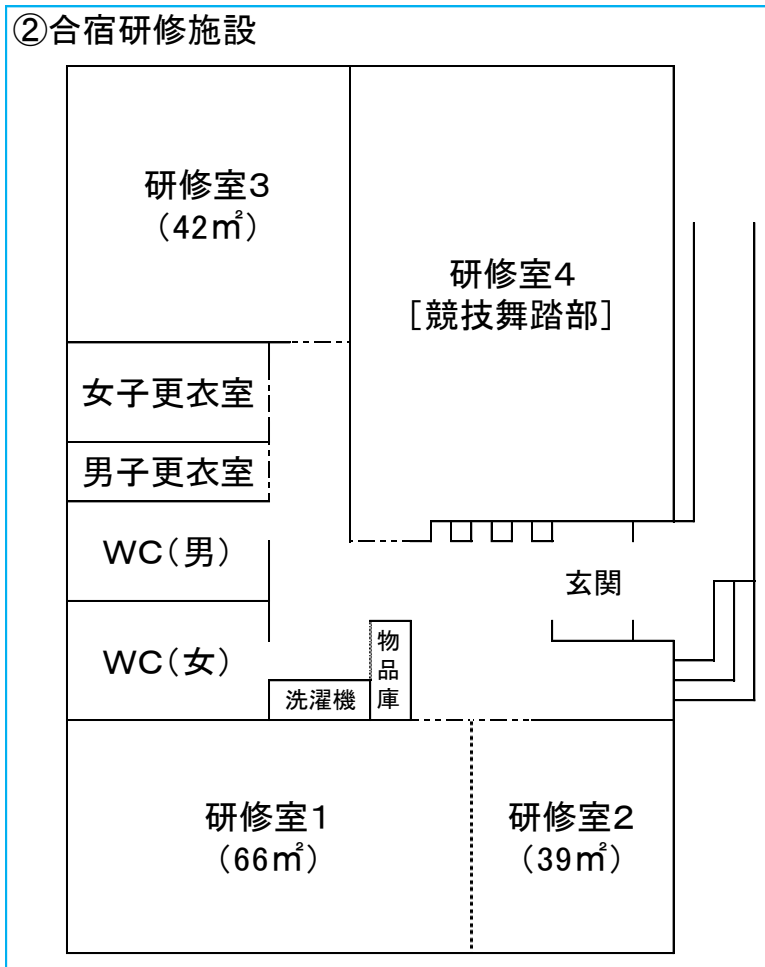 ②合宿研修施設
研修室3
(42㎡)
研修室4
[競技舞踏部]
女子更衣室
男子更衣室
WC(男)
玄関
WC(女)
物品庫
洗濯機
研修室1
(66㎡)
研修室2
(39㎡)